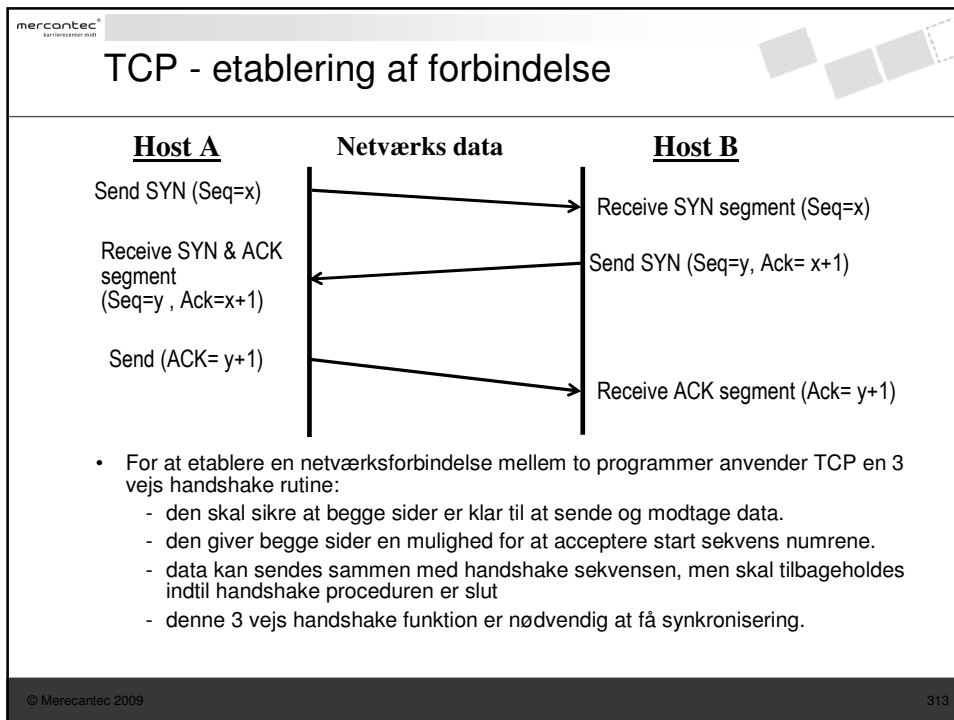 mercantec+
karrierecenter midt
TCP - etablering af forbindelse
Host A
Netværks data
Host B
Send SYN (Seq=x)
Receive SYN segment (Seq=x)
Receive SYN & ACK
segment
(Seq=y , Ack=x+1)
Send SYN (Seq=y, Ack= x+1)
Send (ACK= y+1)
Receive ACK segment (Ack= y+1)
• For at etablere en netværksforbindelse mellem to programmer anvender TCP en 3
vejs handshake rutine:
- den skal sikre at begge sider er klar til at sende og modtage data.
- den giver begge sider en mulighed for at acceptere start sekvens numrene.
- data kan sendes sammen med handshake sekvensen, men skal tilbageholdes
indtil handshake proceduren er slut
- denne 3 vejs handshake funktion er nødvendig at få synkronisering.
© Merecantec 2009
313